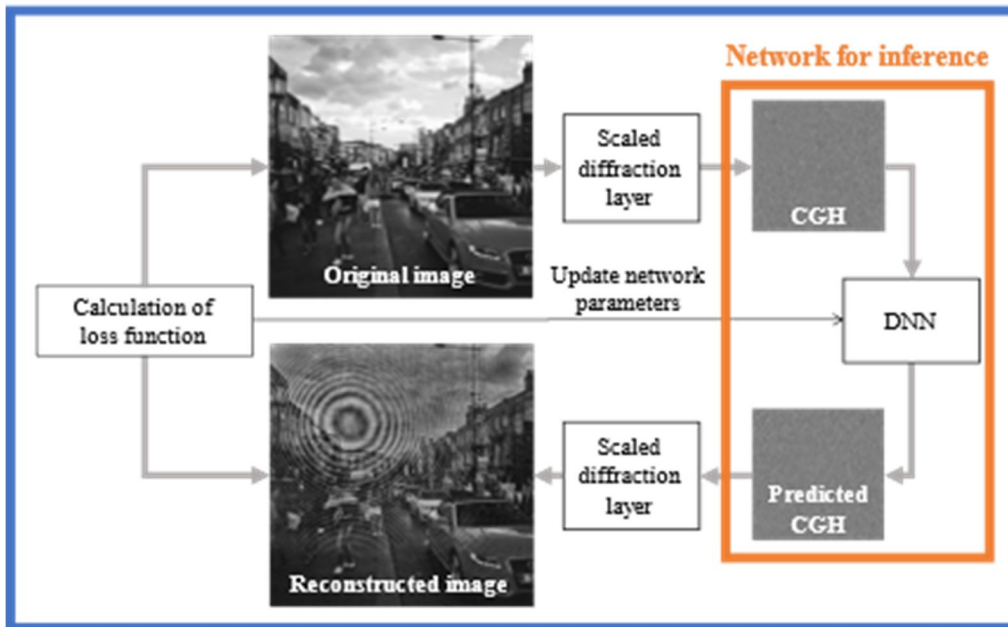 Network for inference
Scaled
diffraction
layer
CGH
Original image
Update network
parameters
Calculation of
loss function
DNN
Scaled
diffraction
layer
Predicted
CGH
Reconstructed image